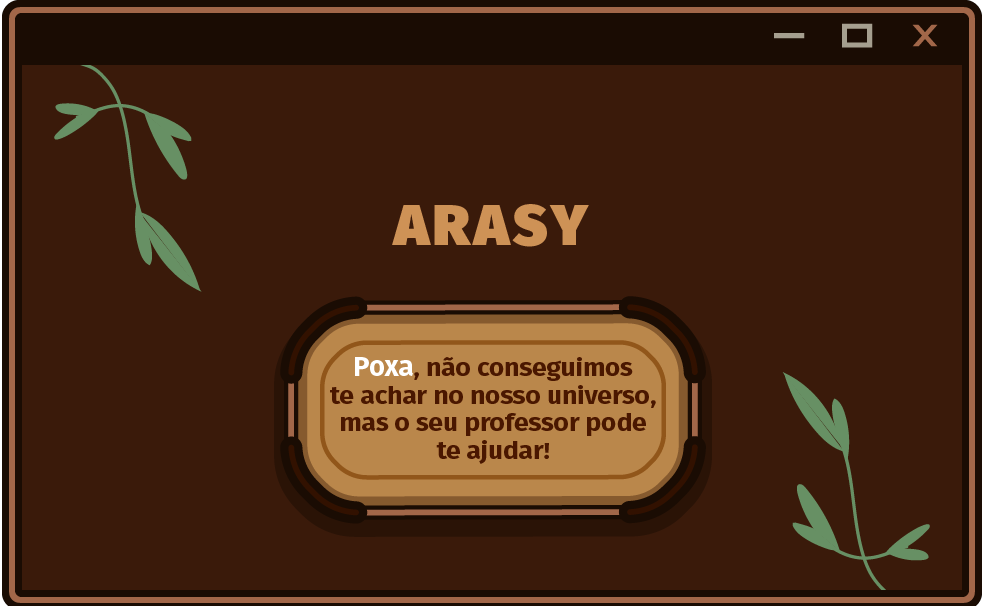 ARASY
Poxa, não conseguimos
te achar no nosso universo,
mas o seu professor pode
te ajudar!